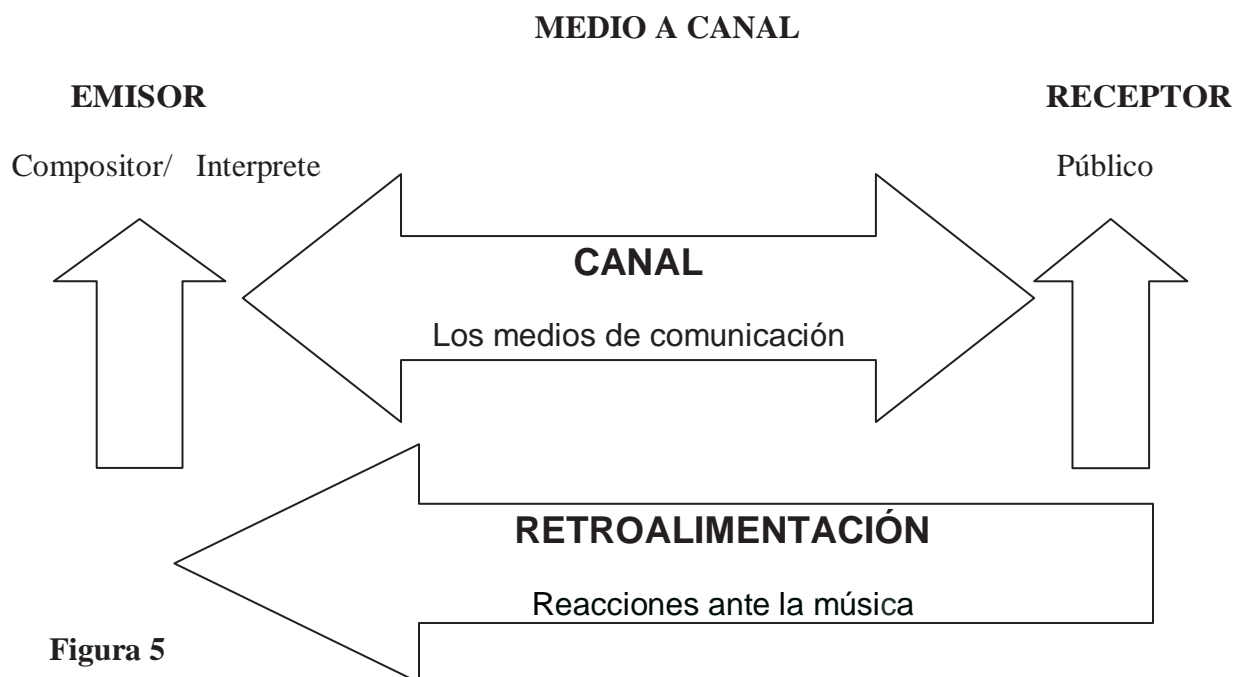 MEDIO A CANAL
EMISOR
RECEPTOR
Compositor/ Interprete
Público
CANAL
Los medios de comunicación
RETROALIMENTACIÓN
Reacciones ante la música
Figura 5